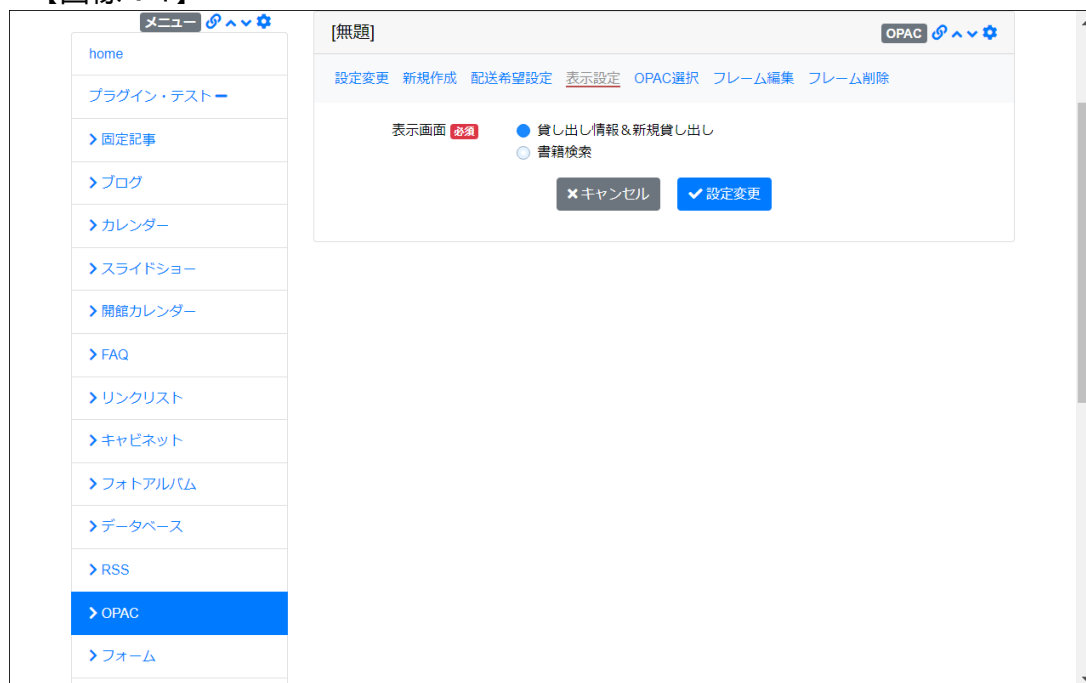 メニュー
home
プラグイン・テスト
固定記事
ブログ
カレンダー
スライドショー
開館カレンダー
FAQ
リンクリスト
キャビネット
フォトアルバム
データベース
RSS
OPAC
フォーム
[無題]
OPAC
設定変更 新規作成 配送希望設定 表示設定 OPAC選択 フレーム編集 フレーム削除
表示画面 必須
貸し出し情報&新規貸し出し
書籍検索
キャンセル 設定変更